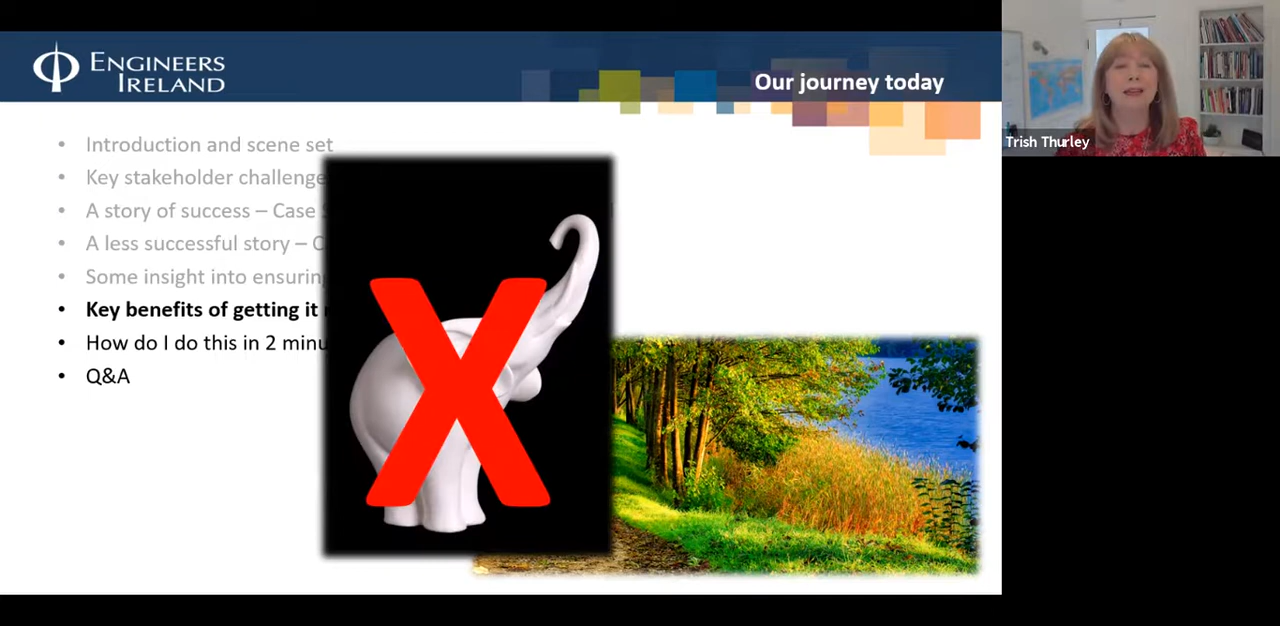 ENGINEERS
IRELAND
Our journey today
Trish Thurley
• Introduction and scene set
• Key stakeholder challenge
• A story of success – Case
• A less successful story –
• Some insight into ensuring
• Key benefits of getting it
• How do I do this in 2 minu
• Q&A